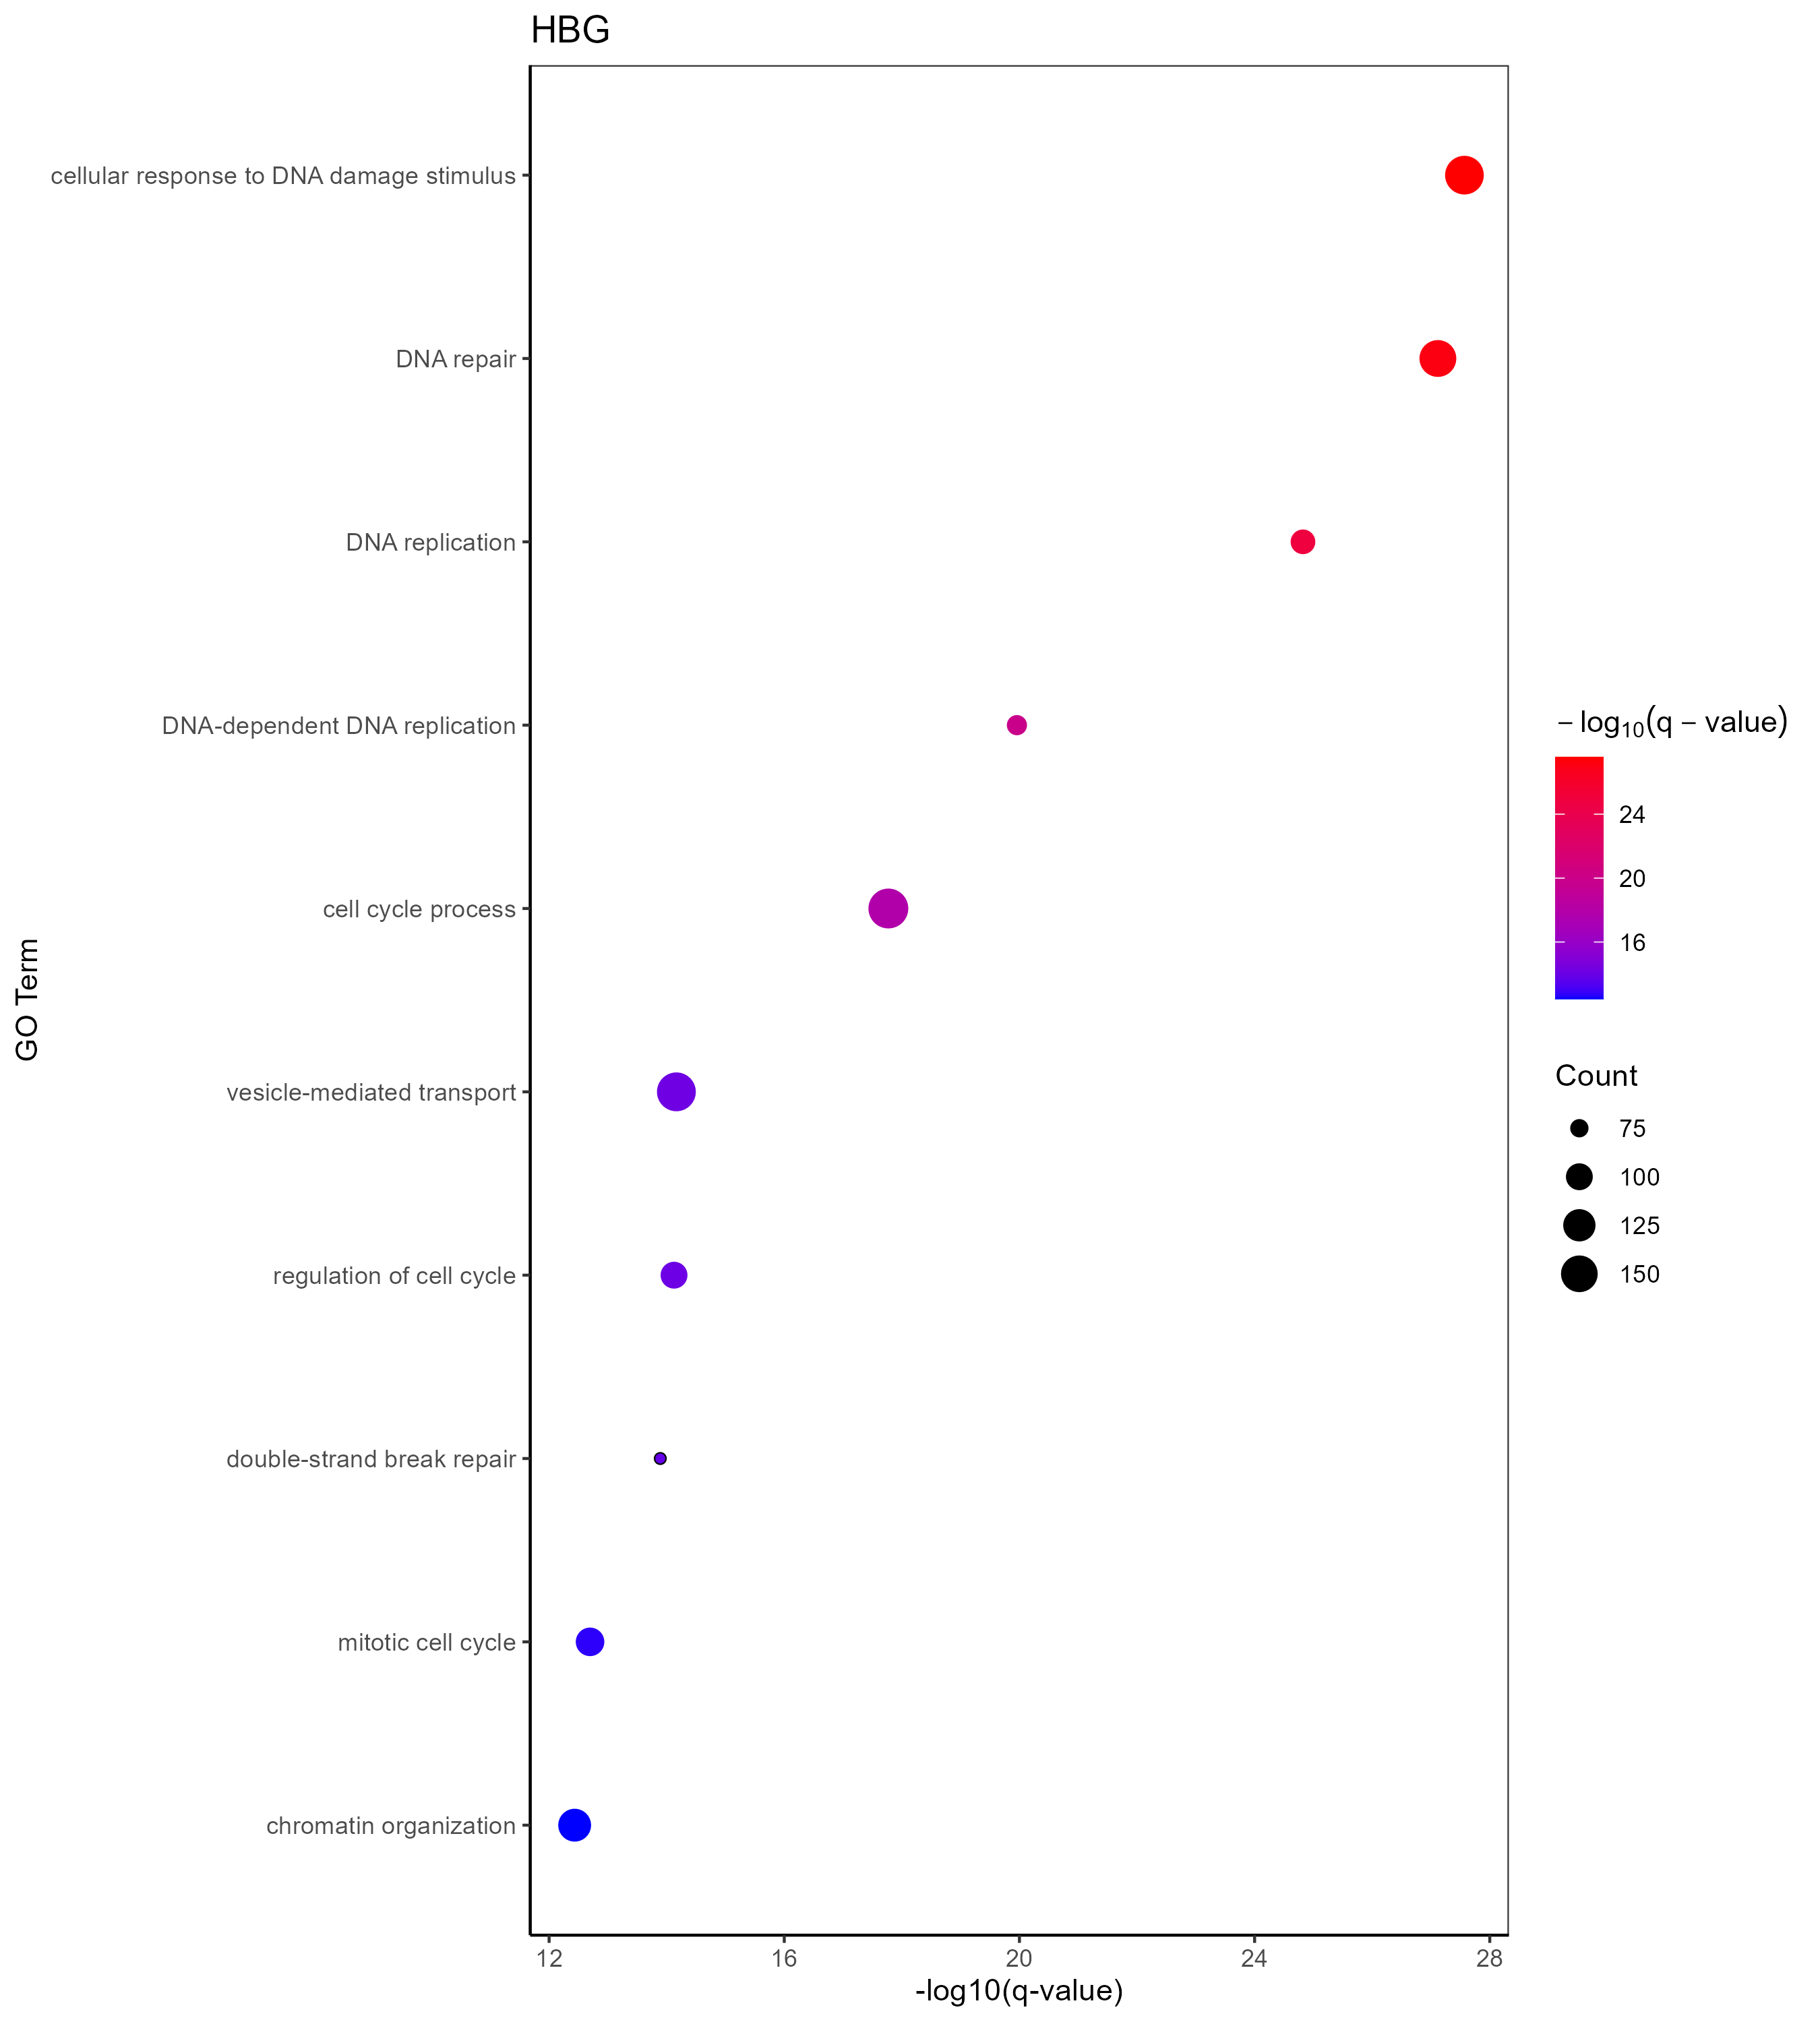 HBG
cellular response to DNA damage stimulus
DNA repair
DNA replication
DNA-dependent DNA replication
cell cycle process
vesicle-mediated transport
regulation of cell cycle
double-strand break repair
mitotic cell cycle
chromatin organization
GO Term
12 16 20 24 28
-log10(q-value)
−log₁₀(q − value)
24
20
16
Count
75
100
125
150